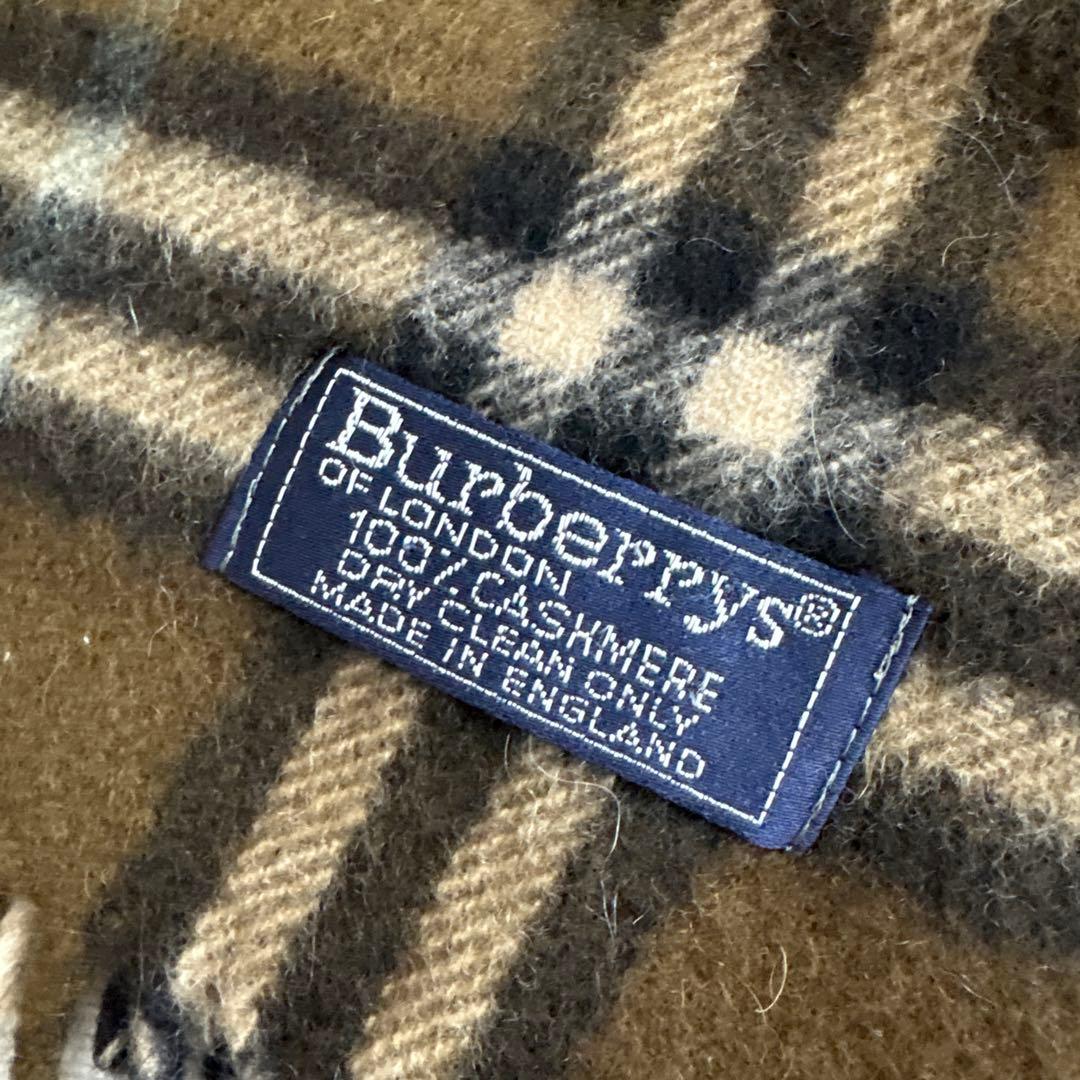 Burberrys®
OF LONDON
100% CASHMERE
DRY CLEAN ONLY
MADE IN ENGLAND